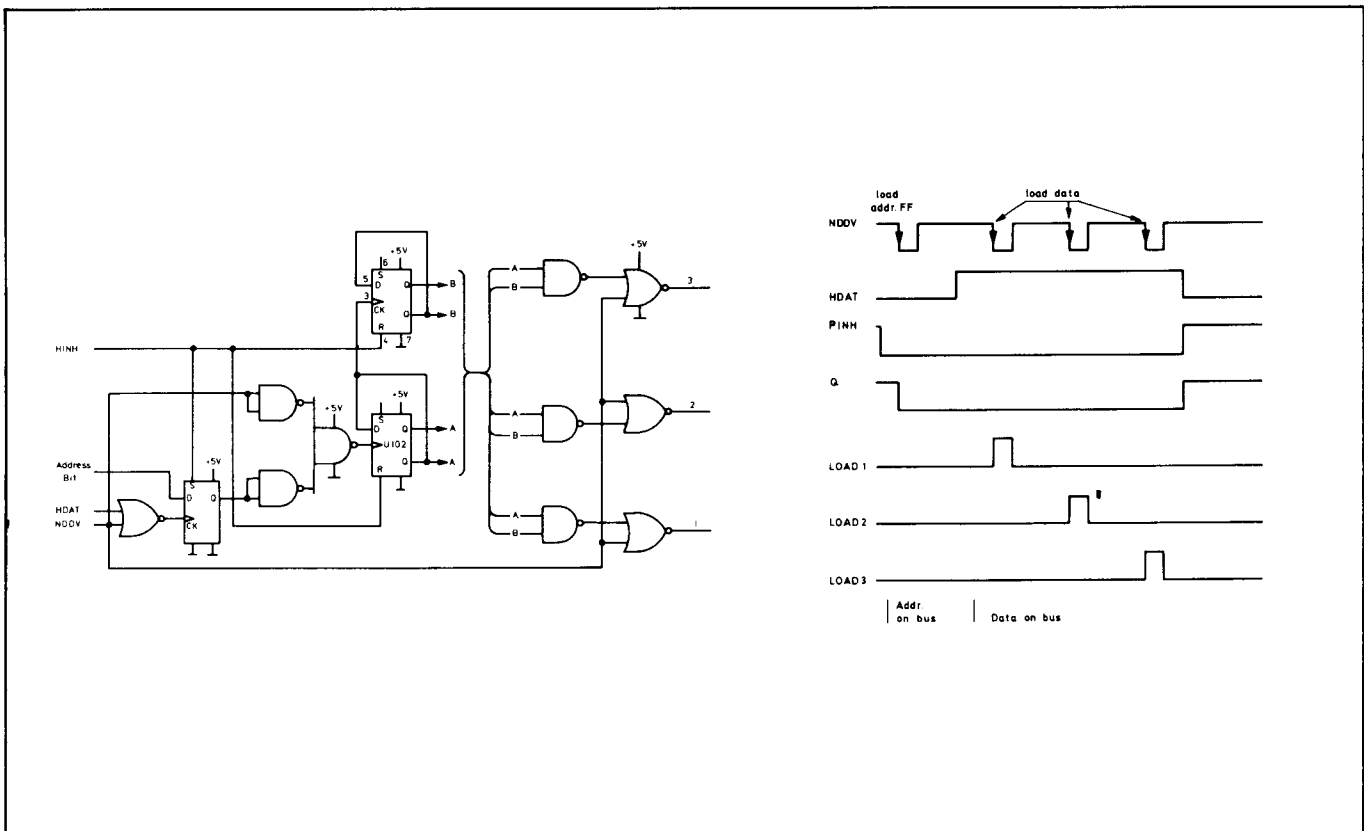 HINH
Address
Bit
HDAT
NDDV
+5V
6
5
S
D
Q
B
3
CK
Q
B
R
4
7
+5V
+5V
S
D
Q
A
U102
Q
A
R
+5V
S
D
Q
CK
A
B
+5V
3
A
B
2
A
B
1
load
addr. FF
load data
NDDV
HDAT
PINH
Q
LOAD 1
LOAD 2
LOAD 3
Addr.
on bus
Data on bus